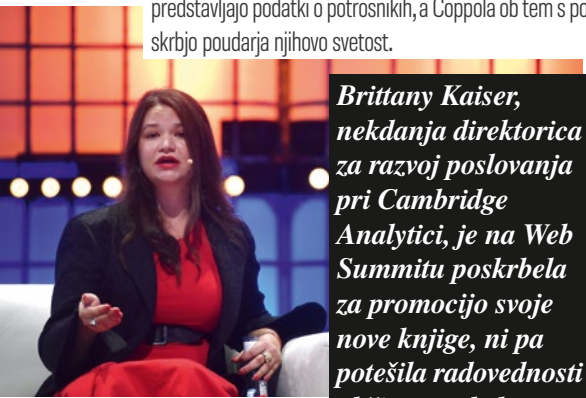 predstavljajo podatki o potrošnikih, a Coppola ob tem s
skrbjo poudarja njihovo svetost.
Brittany Kaiser,
nekdanja direktorica
za razvoj poslovanja
pri Cambridge
Analytici, je na Web
Summitu poskrbela
za promocijo svoje
nove knjige, ni pa
potešila radovednosti